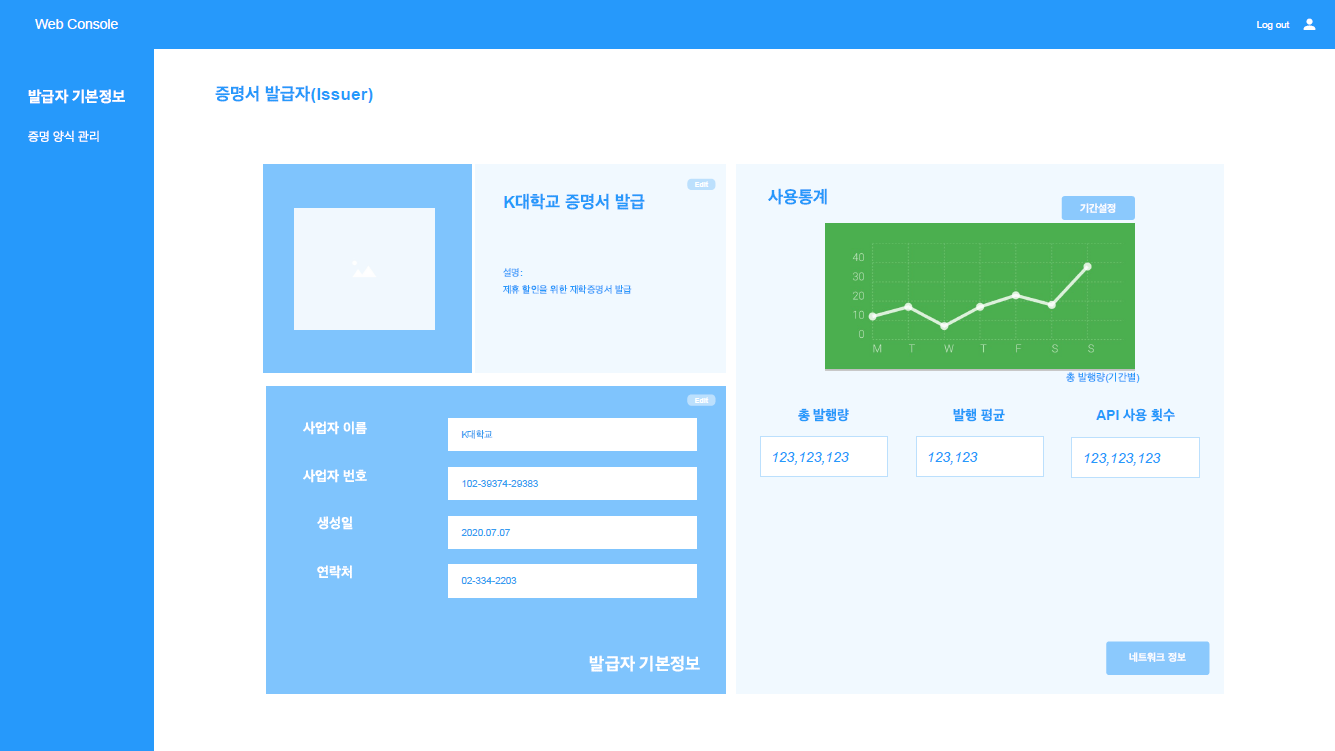 Web Console
Log out
발급자 기본정보
증명 양식 관리
증명서 발급자(Issuer)
Edit
K대학교 증명서 발급
설명:
제휴 할인을 위한 재학증명서 발급
Edit
사업자 이름
K대학교
사업자 번호
102-39374-29383
생성일
2020.07.07
연락처
02-334-2203
발급자 기본정보
사용통계
기간설정
40
30
20
10
0
M T W T F S S
총 발행량(기간별)
총 발행량
발행 평균
API 사용 횟수
123,123,123
123,123
123,123,123
네트워크 정보